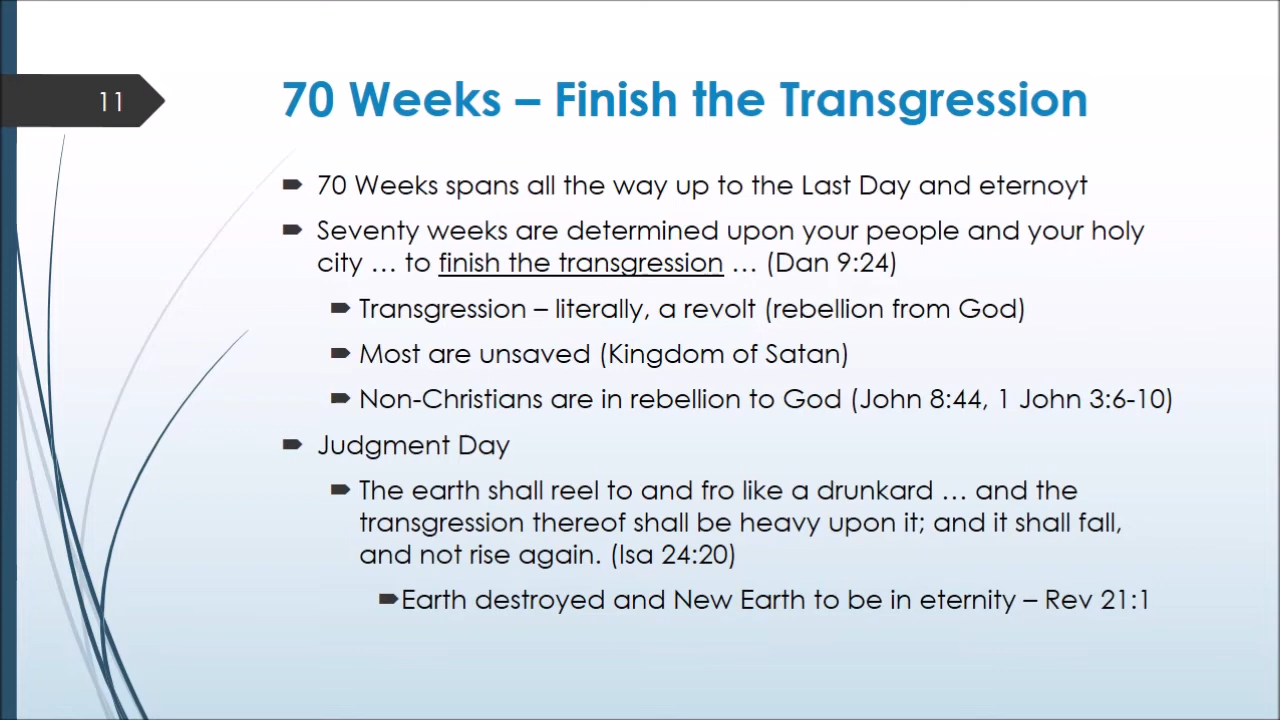 11
70 Weeks – Finish the Transgression
70 Weeks spans all the way up to the Last Day and eternoyt
Seventy weeks are determined upon your people and your holy
city … to finish the transgression … (Dan 9:24)
Transgression – literally, a revolt (rebellion from God)
Most are unsaved (Kingdom of Satan)
Non-Christians are in rebellion to God (John 8:44, 1 John 3:6-10)
Judgment Day
The earth shall reel to and fro like a drunkard … and the
transgression thereof shall be heavy upon it; and it shall fall,
and not rise again. (Isa 24:20)
Earth destroyed and New Earth to be in eternity – Rev 21:1